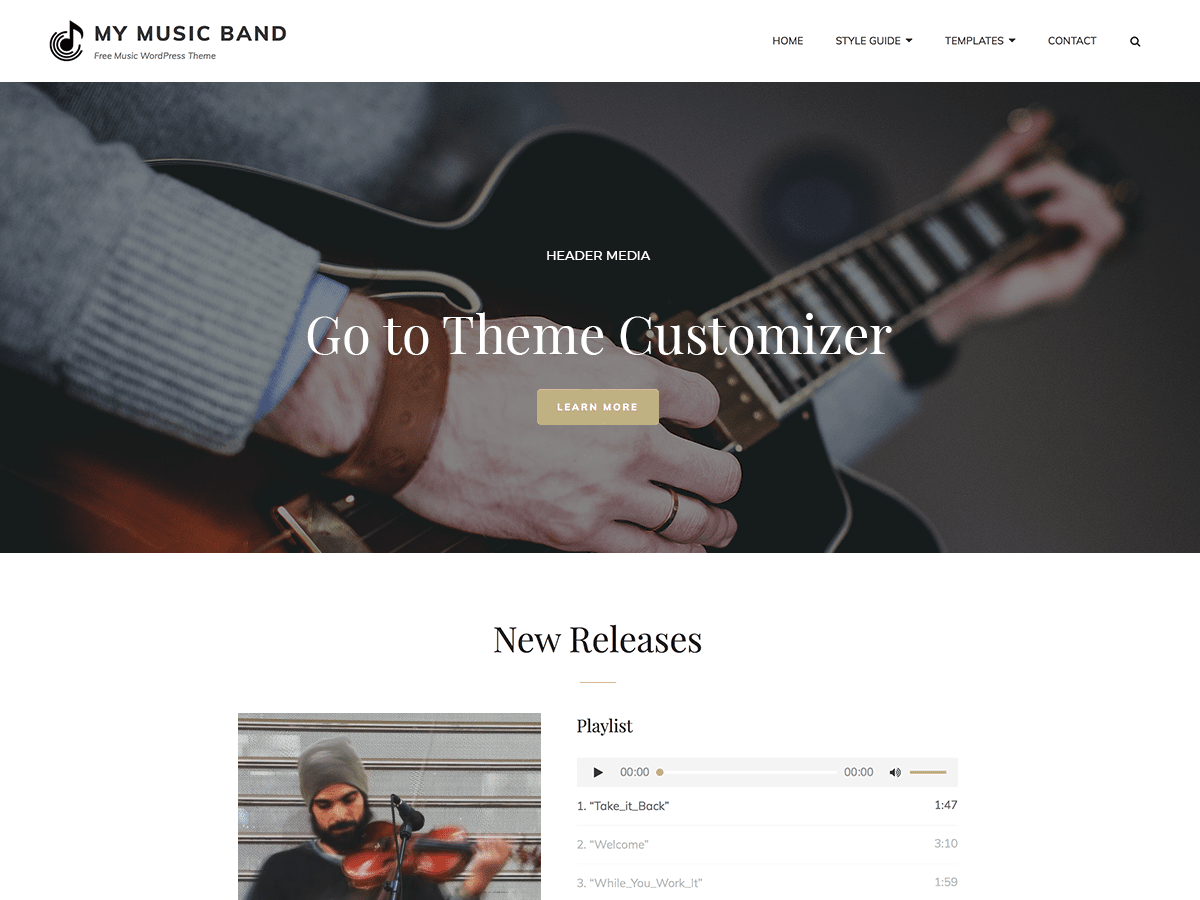 MY MUSIC BAND
Free Music WordPress Theme
HOME STYLE GUIDE TEMPLATES CONTACT
HEADER MEDIA
Go to Theme Customizer
LEARN MORE
New Releases
Playlist
00:00 00:00
1. “Take_it_Back” 1:47
2. “Welcome” 3:10
3. “While_You_Work_It” 1:59